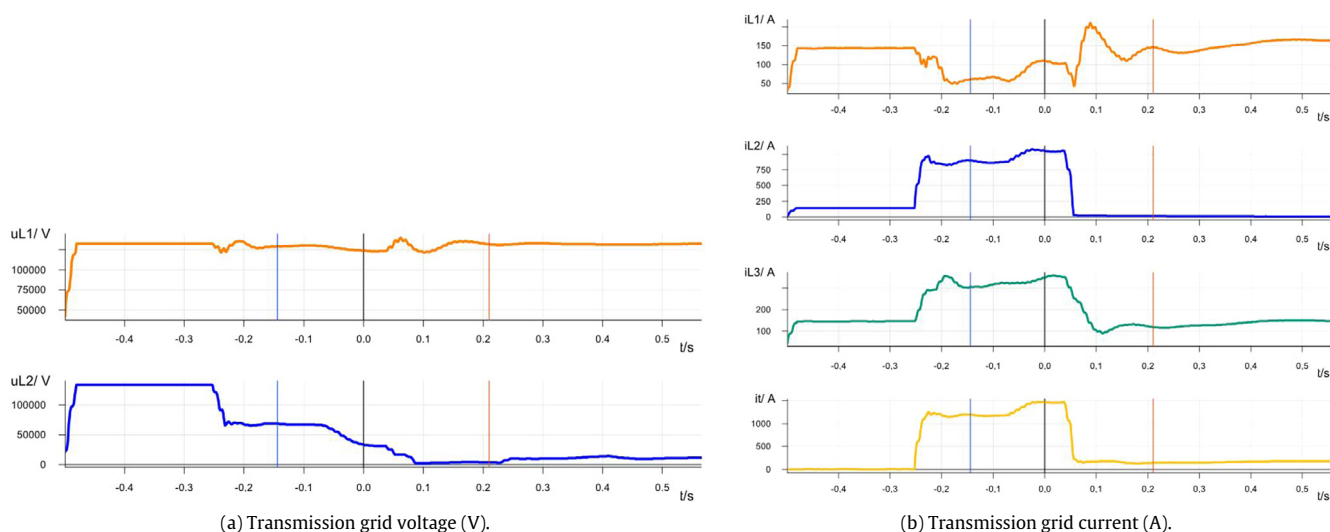 iL1/ A
150
100
50
-0.4 -0.3 -0.2 -0.1 0.0 0.1 0.2 0.3 0.4 0.5
t/s
iL2/ A
750
500
250
0
-0.4 -0.3 -0.2 -0.1 0.0 0.1 0.2 0.3 0.4 0.5
t/s
uL1/ V
100000
75000
50000
-0.4 -0.3 -0.2 -0.1 0.0 0.1 0.2 0.3 0.4 0.5
t/s
iL3/ A
200
100
-0.4 -0.3 -0.2 -0.1 0.0 0.1 0.2 0.3 0.4 0.5
t/s
uL2/ V
100000
50000
0
-0.4 -0.3 -0.2 -0.1 0.0 0.1 0.2 0.3 0.4 0.5
t/s
it/ A
1000
500
0
-0.4 -0.3 -0.2 -0.1 0.0 0.1 0.2 0.3 0.4 0.5
t/s
(a) Transmission grid voltage (V).
(b) Transmission grid current (A).